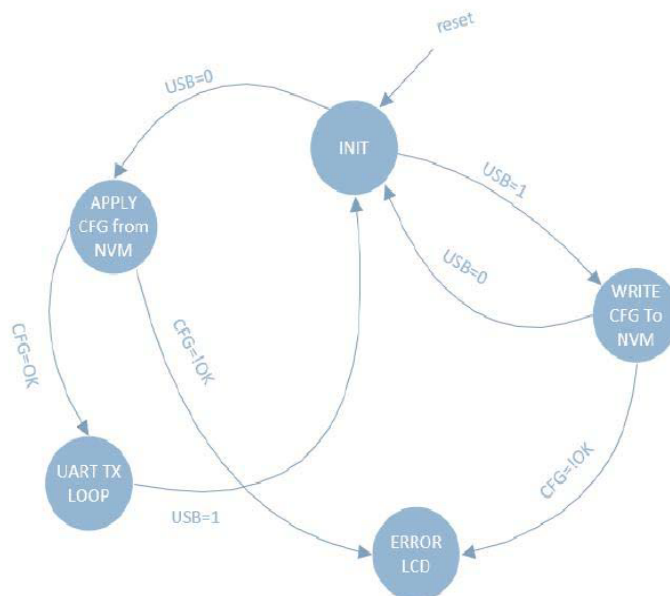 reset
USB=0
INIT
USB=1
APPLY
CFG from
NVM
USB=0
WRITE
CFG To
NVM
CFG=OK
CFG=!OK
UART TX
LOOP
USB=1
CFG=!OK
ERROR
LCD